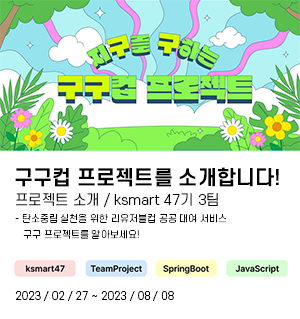 지구를 구하는
구구컵 프로젝트
구구컵 프로젝트를 소개합니다!
프로젝트 소개 / ksmart 47기 3팀
- 탄소중립 실천을 위한 리유저블컵 공공 대여 서비스
구구 프로젝트를 알아보세요!
ksmart47 TeamProject SpringBoot JavaScript
2023 / 02 / 27 ~ 2023 / 08 / 08